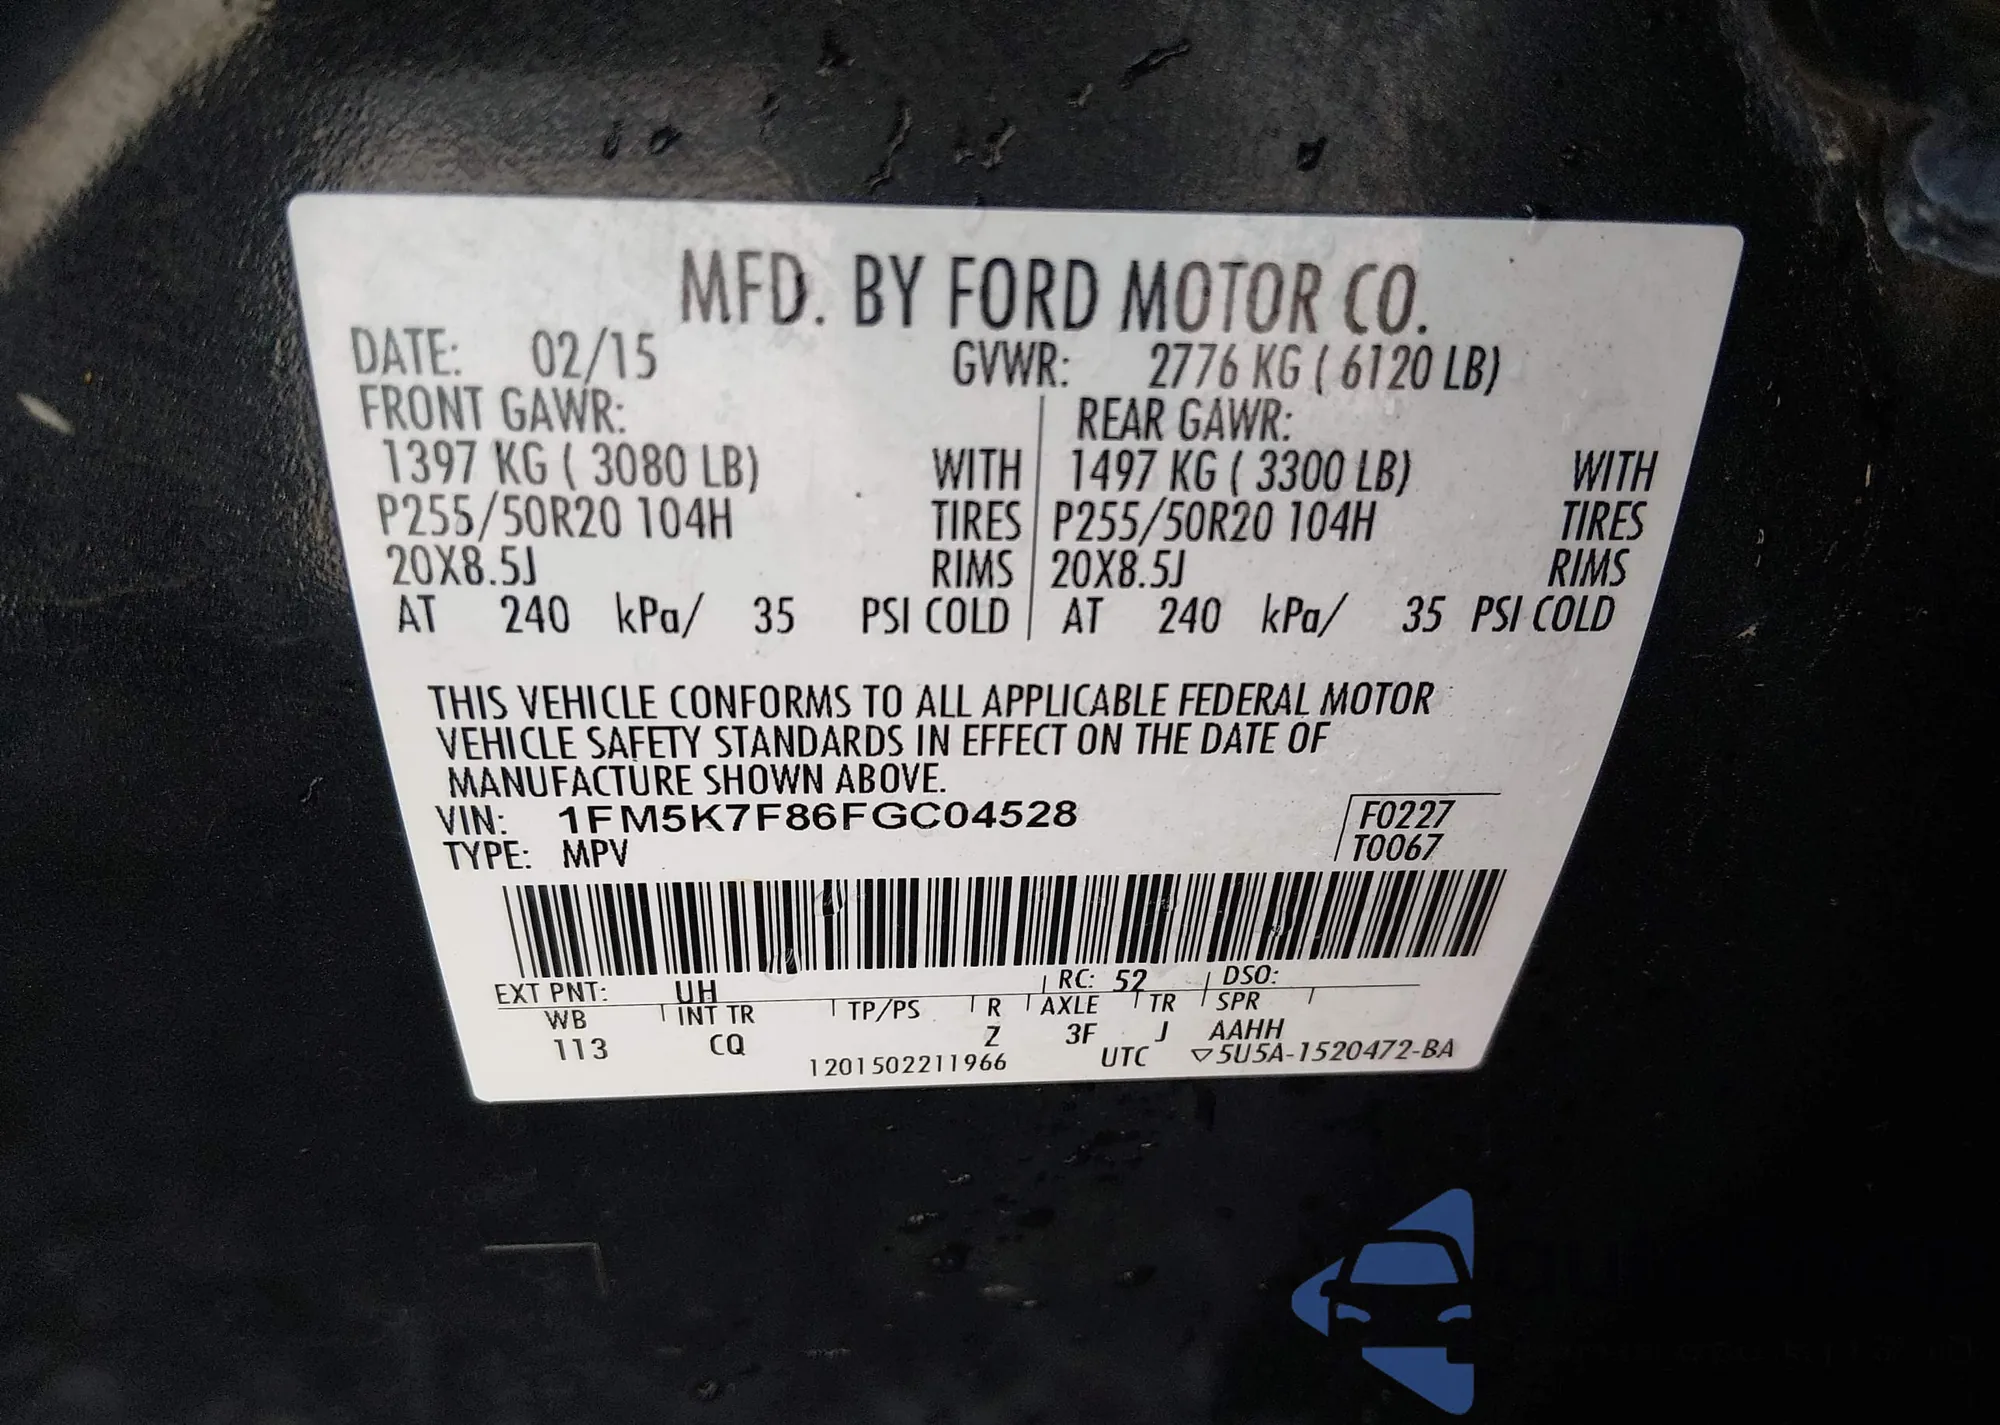 MFD. BY FORD MOTOR CO.
DATE: 02/15 GVWR: 2776 KG ( 6120 LB)
FRONT GAWR: REAR GAWR:
1397 KG ( 3080 LB) WITH 1497 KG ( 3300 LB) WITH
P255/50R20 104H TIRES P255/50R20 104H TIRES
20X8.5J RIMS 20X8.5J RIMS
AT 240 kPa/ 35 PSI COLD AT 240 kPa/ 35 PSI COLD
THIS VEHICLE CONFORMS TO ALL APPLICABLE FEDERAL MOTOR
VEHICLE SAFETY STANDARDS IN EFFECT ON THE DATE OF
MANUFACTURE SHOWN ABOVE.
VIN: 1FM5K7F86FGC04528 F0227
TYPE: MPV T0067
EXT PNT: UH RC: 52 DSO:
WB INT TR TP/PS R AXLE TR SPR
113 CQ Z 3F J AAHH
1201502211966 UTC ▽5U5A-1520472-BA